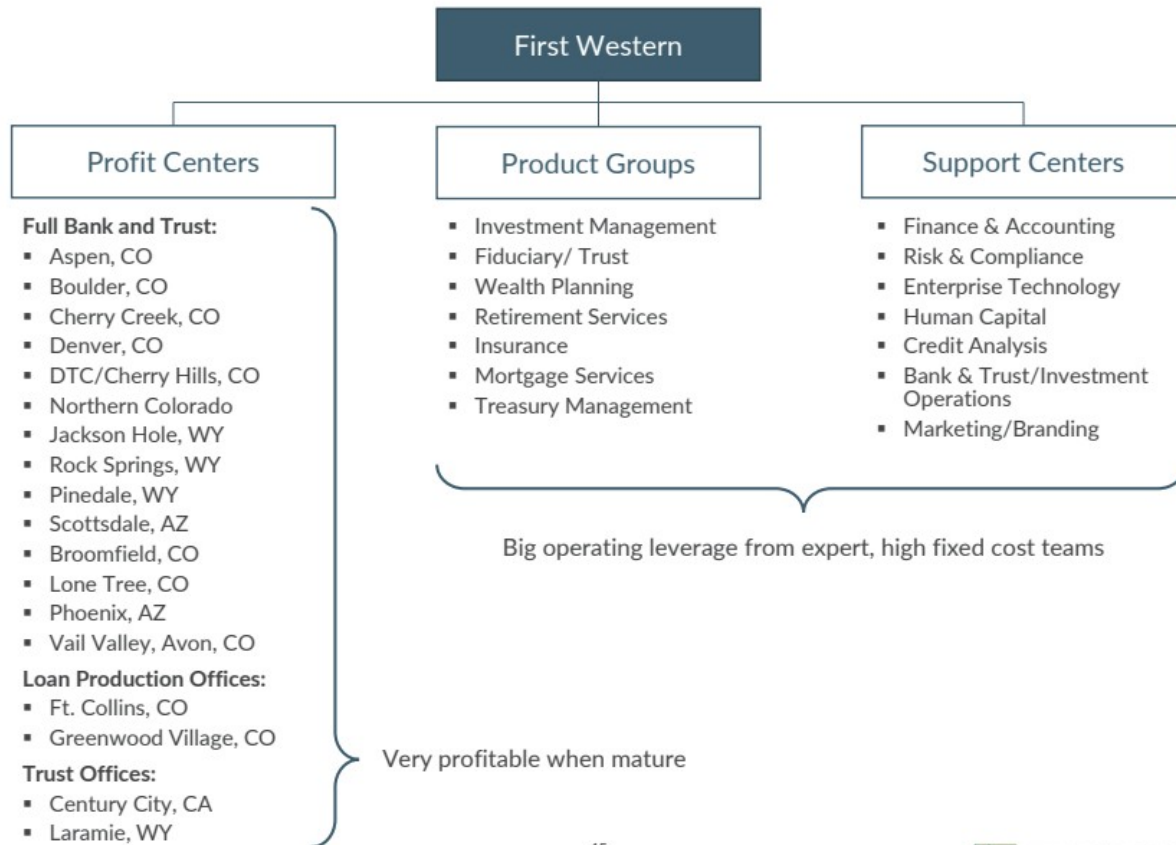 First Western
Profit Centers
Full Bank and Trust:
▪ Aspen, CO
▪ Boulder, CO
▪ Cherry Creek, CO
▪ Denver, CO
▪ DTC/Cherry Hills, CO
▪ Northern Colorado
▪ Jackson Hole, WY
▪ Rock Springs, WY
▪ Pinedale, WY
▪ Scottsdale, AZ
▪ Broomfield, CO
▪ Lone Tree, CO
▪ Phoenix, AZ
▪ Vail Valley, Avon, CO
Loan Production Offices:
▪ Ft. Collins, CO
▪ Greenwood Village, CO
Trust Offices:
▪ Century City, CA
▪ Laramie, WY
Very profitable when mature
Product Groups
▪ Investment Management
▪ Fiduciary/ Trust
▪ Wealth Planning
▪ Retirement Services
▪ Insurance
▪ Mortgage Services
▪ Treasury Management
Support Centers
▪ Finance & Accounting
▪ Risk & Compliance
▪ Enterprise Technology
▪ Human Capital
▪ Credit Analysis
▪ Bank & Trust/Investment
Operations
▪ Marketing/Branding
Big operating leverage from expert, high fixed cost teams